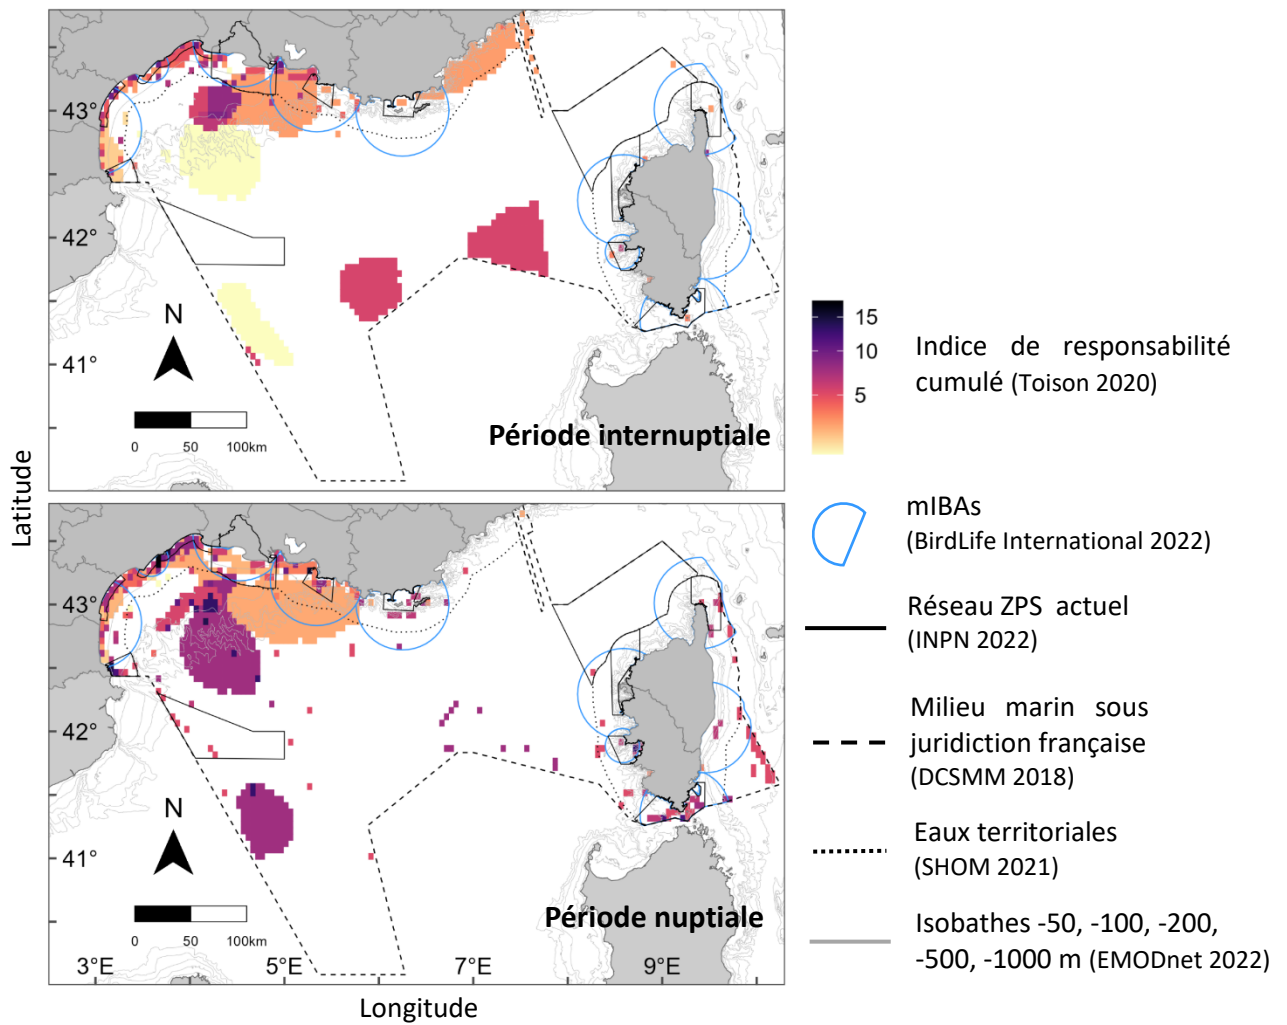 43°
42°
41°
N
0 50 100km
Période internuptiale
15
10
5
Indice de responsabilité
cumulé (Toison 2020)
Latitude
43°
42°
41°
N
0 50 100km
Période nuptiale
3°E 5°E 7°E 9°E
Longitude
mIBAs
(BirdLife International 2022)
Réseau ZPS actuel
(INPN 2022)
Milieu marin sous
juridiction française
(DCSMM 2018)
Eaux territoriales
(SHOM 2021)
Isobathes -50, -100, -200,
-500, -1000 m (EMODnet 2022)